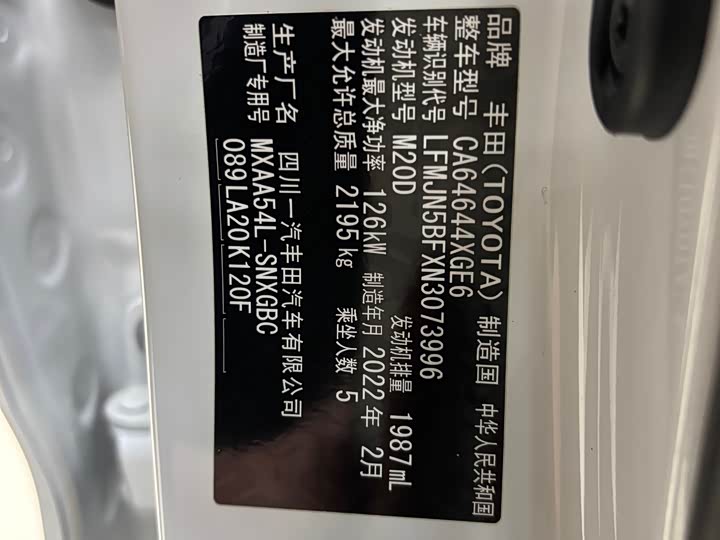 品牌 丰田(TOYOTA) 制造国 中华人民共和国
整车型号 CA64644XGE6
车辆识别代号 LFMJN5BFXN3073996
发动机型号 M20D 发动机排量 1987mL
发动机最大净功率 126kW 制造年月 2022年 2月
最大允许总质量 2195kg 乘坐人数 5
生产厂名 四川一汽丰田汽车有限公司
制造厂专用号 MXAA54L-SNXGBC
089LA20K120F